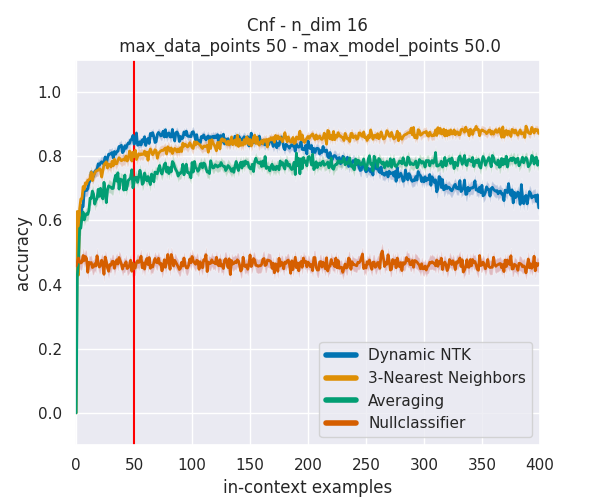 Cnf - n_dim 16
max_data_points 50 - max_model_points 50.0
accuracy
1.0
0.8
0.6
0.4
0.2
0.0
Dynamic NTK
3-Nearest Neighbors
Averaging
Nullclassifier
0 50 100 150 200 250 300 350 400
in-context examples